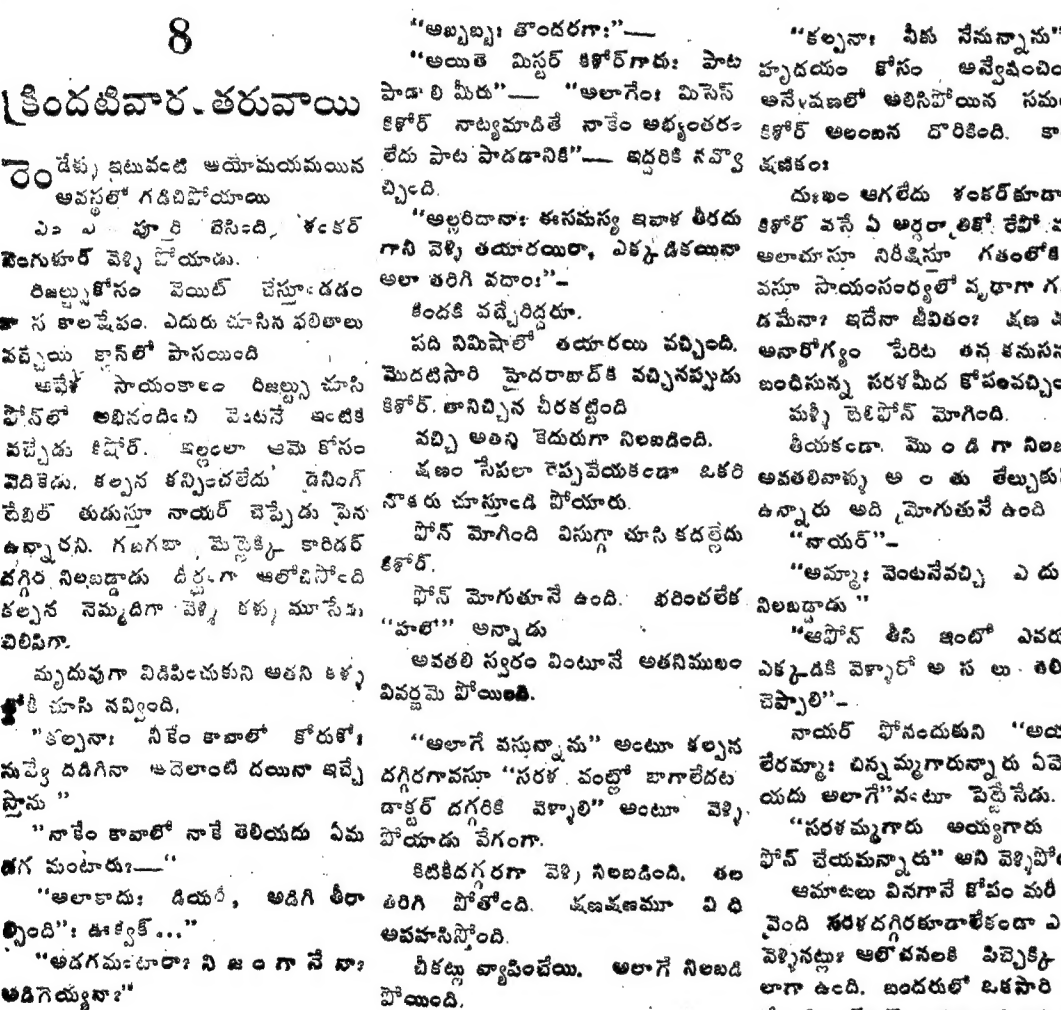 8
కిందటివార - తరువాయి
రెండేళ్ళు ఇటువంటి అయోమయమయిన
అవస్థలో గడిచిపోయాయి
ఎం ఎ పూర్తి చేసింది, శంకర్
బెంగుళూర్ వెళ్ళి పోయాడు.
రిజల్ట్సుకోసం వెయిట్ చేస్తూండడం
స కాలషేపం. ఎదురు చూసిన ఫలితాలు
వచ్చేయి క్లాస్‌లో పాసయింది
ఆవేళ సాయంకాలం రిజల్ట్సు చూసి
ఫోన్‌లో అభినందించి వెంటనే ఇంటికి
వచ్చేడు కిషోర్. ఇల్లంలా ఆమె కోసం
వెదికెడు. కల్పన కన్పించలేదు డైనింగ్
టేబిల్ తుడుస్తూ నాయర్ చెప్పేడు పైన
ఉన్నారని. గబగబా మెట్లెక్కి కారిడర్
దగ్గిర నిలబడ్డాడు దీర్ఘంగా ఆలోచిసోంది
కల్పన నెమ్మదిగా వెళ్ళి కళ్ళు మూసేడు
చిలిపిగా.
మృదువుగా విడిపించుకుని అతని కళ్ళ
లోకి చూసి నవ్వింది.
"కల్పనా! నీకేం కావాలో కోరుకో!
నువ్వే దడిగినా అదెలాంటి దయినా ఇచ్చే
స్తాను "
"నాకేం కావాలో నాకే తెలియదు ఏమ
డగ మంటారు!—"
"అలాకాదు! డియర్, అడిగి తీరా
ల్సింది"! ఊక్విక్..."
"అడగమంటారా! ని జ ం గా నే నా!
అడిగెయ్యనా!"
"అబ్బబ్బ! తొందరగా!"—
"అయితె మిస్టర్ కిశోర్‌గారు! పాట
పాడాలి మీరు"— "అలాగేం! మిసెస్
కిశోర్ నాట్యమాడితే నాకేం అభ్యంతరం
లేదు పాట పాడడానికి"— ఇద్దరికి నవ్వొ
చ్చింది.
"అల్లరిదానా! ఈసమస్య ఇవాళ తీరదు
గానీ వెళ్ళి తయారయిరా, ఎక్కడికయినా
అలా తిరిగి వదాం!"–
కిందకి వచ్చేరిద్దరూ.
పది నిమిషాలో తయారయి వచ్చింది.
మొదటిసారి హైదరాబాద్‌కి వచ్చినప్పుడు
కిశోర్. తానిచ్చిన చీరకట్టింది
వచ్చి అతని కెదురుగా నిలబడింది.
క్షణం సేపలా రెప్పవేయకండా ఒకరి
నొకరు చూస్తూండి పోయారు.
ఫోన్ మోగింది విసుగ్గా చూసి కదల్లేదు
కిశోర్.
ఫోన్ మోగుతూనే ఉంది. భరించలేక
"హలో" అన్నాడు
అవతలి స్వరం వింటూనే అతనిముఖం
వివర్ణమై పోయింది.
"ఆలాగే వస్తున్నాను" అంటూ కల్పన
దగ్గిరగావసూ "సరళ వంట్లో బాగాలేదట
డాక్టర్ దగ్గరికి వెళ్ళాలి" అంటూ వెళ్ళి
పోయాడు వేగంగా.
కిటికీదగ్గరగా వెళ్ళి నిలబడింది. తల
తిరిగి పోతోంది. క్షణక్షణమూ వి ధి
అపహసిస్తోంది.
చీకట్లు వ్యాపించేయి. అలాగే నిలబడి
పోయింది.
"కల్పనా! నీకు నేనున్నాను"
హృదయం కోసం అన్వేషించిం
అన్వేషణలో అలిసిపోయిన సమ
కిశోర్ అలంబన దొరికింది. కా
క్షణికం!
దుఃఖం ఆగలేదు శంకర్‌కూడా
కిశోర్ వస్తే ఏ అర్ధరాత్రికో రేపో
అలాచూసూ నిరీక్షిస్తూ గతంలోకి
వసూ సాయంసంధ్యలో వృధాగా గ
డమేనా? ఇదేనా జీవితం? క్షణ
అనారోగ్యం పేరిట తన కనుసన
బంధిసున్న సరళమీద కోపంవచ్చిం
మళ్ళీ టెలిఫోన్ మోగింది.
తీయకండా. మొ ం డి గా నిలబ
అవతలివాళ్ళు అ ం తు తేల్చుకు
ఉన్నారు అది మోగుతునే ఉంది
"నాయర్"–
"అమ్మా! వెంటనేవచ్చి ఎ దు
నిలబడ్డాడు "
"ఆఫోన్ తీసి ఇంటో ఎవరు
ఎక్కడికి వెళ్ళారో అ స లు తెలి
చెప్పాలి"–
నాయర్ ఫోనందుకుని "అయ
లేరమ్మా! చిన్నమ్మగారున్నారు ఏవె
యదు అలాగే"నంటూ పెట్టేసేడు.
"సరళమ్మగారు అయ్యగారు
ఫోన్ చేయమన్నారు" అని వెళ్ళిపో
ఆమాటలు వినగానే కోపం మరీ
వెంది సరళదగ్గిరకూడాలేకండా ఎ
వెళ్ళినట్లు! ఆలోచనలకి పిచ్చెక్కి
లాగా ఉంది. బందరులో ఒకసారి